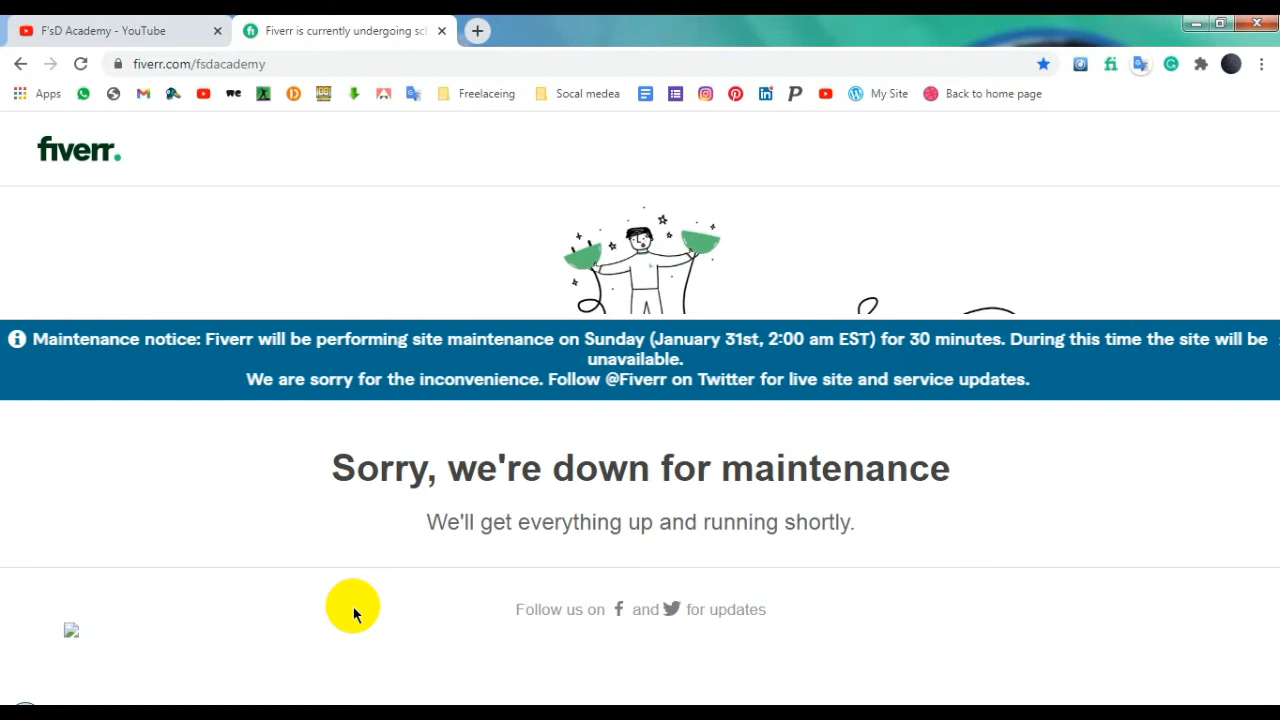 F'sD Academy - YouTube
Fiverr is currently undergoing sc
fiverr.com/fsdacademy
Apps
Freelaceing
Socal medea
My Site
Back to home page
fiverr.
Maintenance notice: Fiverr will be performing site maintenance on Sunday (January 31st, 2:00 am EST) for 30 minutes. During this time the site will be
unavailable.
We are sorry for the inconvenience. Follow @Fiverr on Twitter for live site and service updates.
Sorry, we're down for maintenance
We'll get everything up and running shortly.
Follow us on and for updates